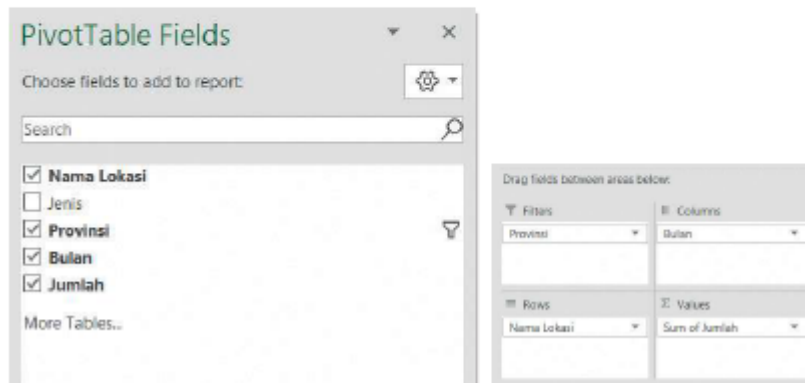 PivotTable Fields
Choose fields to add to report:
Search
Nama Lokasi
Jenis
Provinsi
Bulan
Jumlah
More Tables...
Drag fields between areas below:
Filters
Columns
Provinsi
Bulan
Rows
Σ Values
Nama Lokasi
Sum of Jumlah